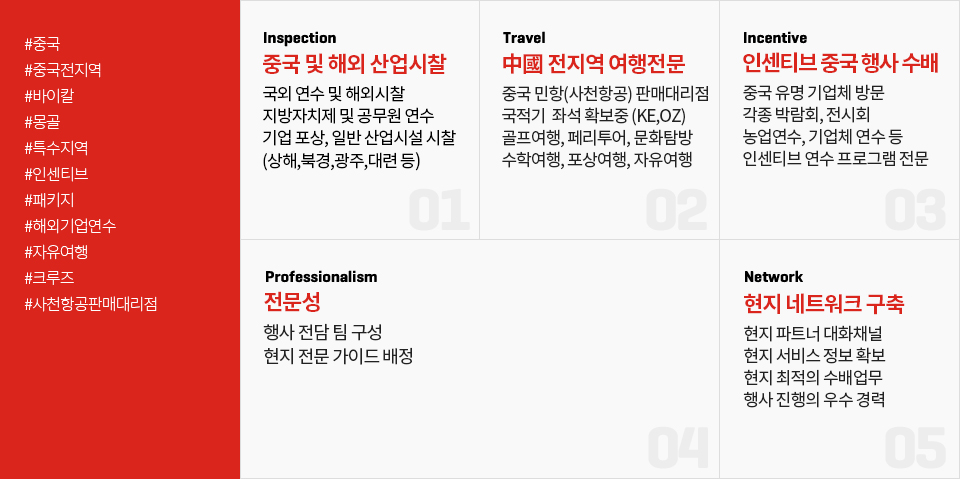 #중국
#중국전지역
#바이칼
#몽골
#특수지역
#인센티브
#패키지
#해외기업연수
#자유여행
#크루즈
#사천항공판매대리점
Inspection
중국 및 해외 산업시찰
국외 연수 및 해외시찰
지방자치제 및 공무원 연수
기업 포상, 일반 산업시설 시찰
(상해,북경,광주,대련 등)
01
Travel
中國 전지역 여행전문
중국 민항(사천항공) 판매대리점
국적기 좌석 확보중 (KE,OZ)
골프여행, 페리투어, 문화탐방
수학여행, 포상여행, 자유여행
02
Incentive
인센티브 중국 행사 수배
중국 유명 기업체 방문
각종 박람회, 전시회
농업연수, 기업체 연수 등
인센티브 연수 프로그램 전문
03
Professionalism
전문성
행사 전담 팀 구성
현지 전문 가이드 배정
04
Network
현지 네트워크 구축
현지 파트너 대화채널
현지 서비스 정보 확보
현지 최적의 수배업무
행사 진행의 우수 경력
05